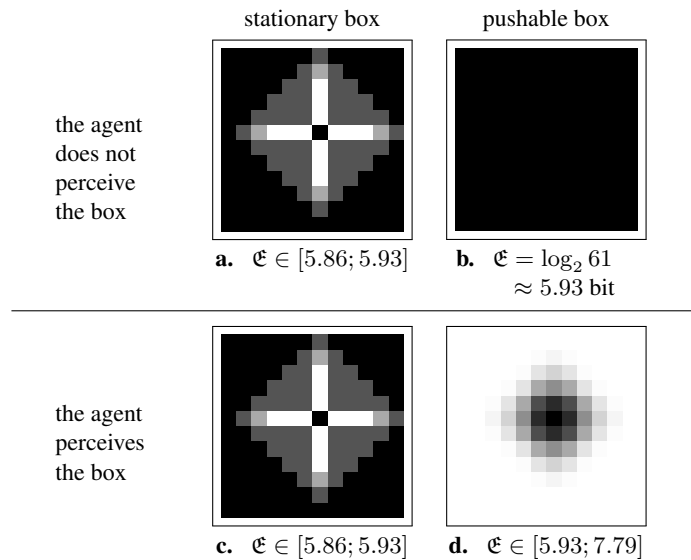 stationary box
pushable box
the agent
does not
perceive
the box
a. 𝔈 ∈ [5.86; 5.93]
b. 𝔈 = log₂ 61
≈ 5.93 bit
the agent
perceives
the box
c. 𝔈 ∈ [5.86; 5.93]
d. 𝔈 ∈ [5.93; 7.79]